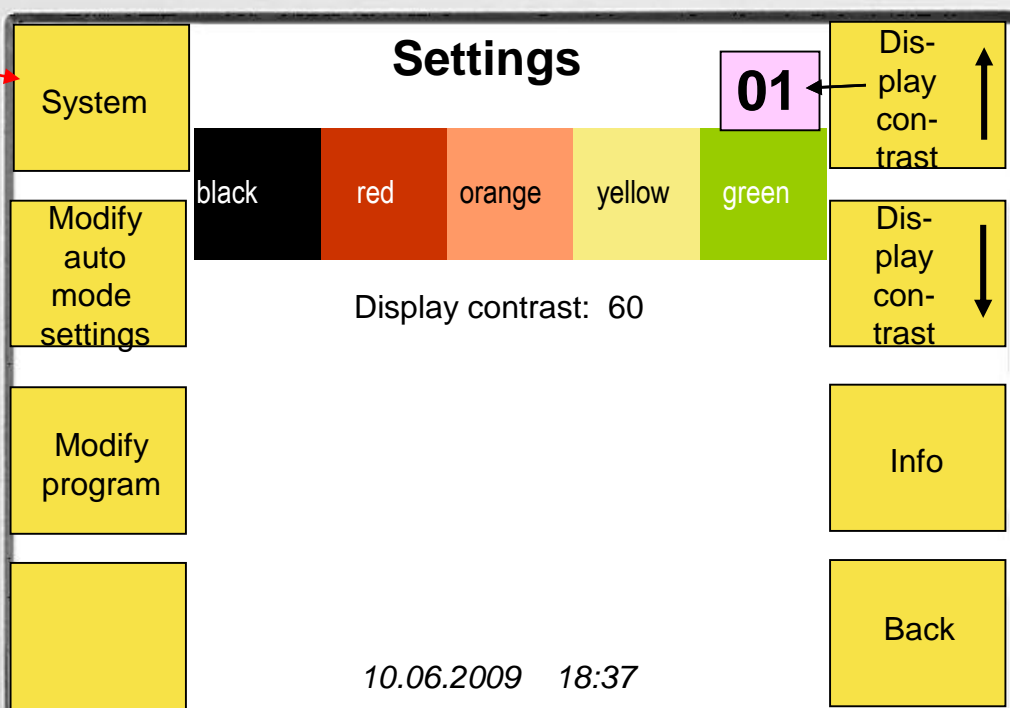 Settings
01
System
Modify
auto
mode
settings
Modify
program
black red orange yellow green
Display contrast: 60
10.06.2009 18:37
Dis-
play
con-
trast
Dis-
play
con-
trast
Info
Back